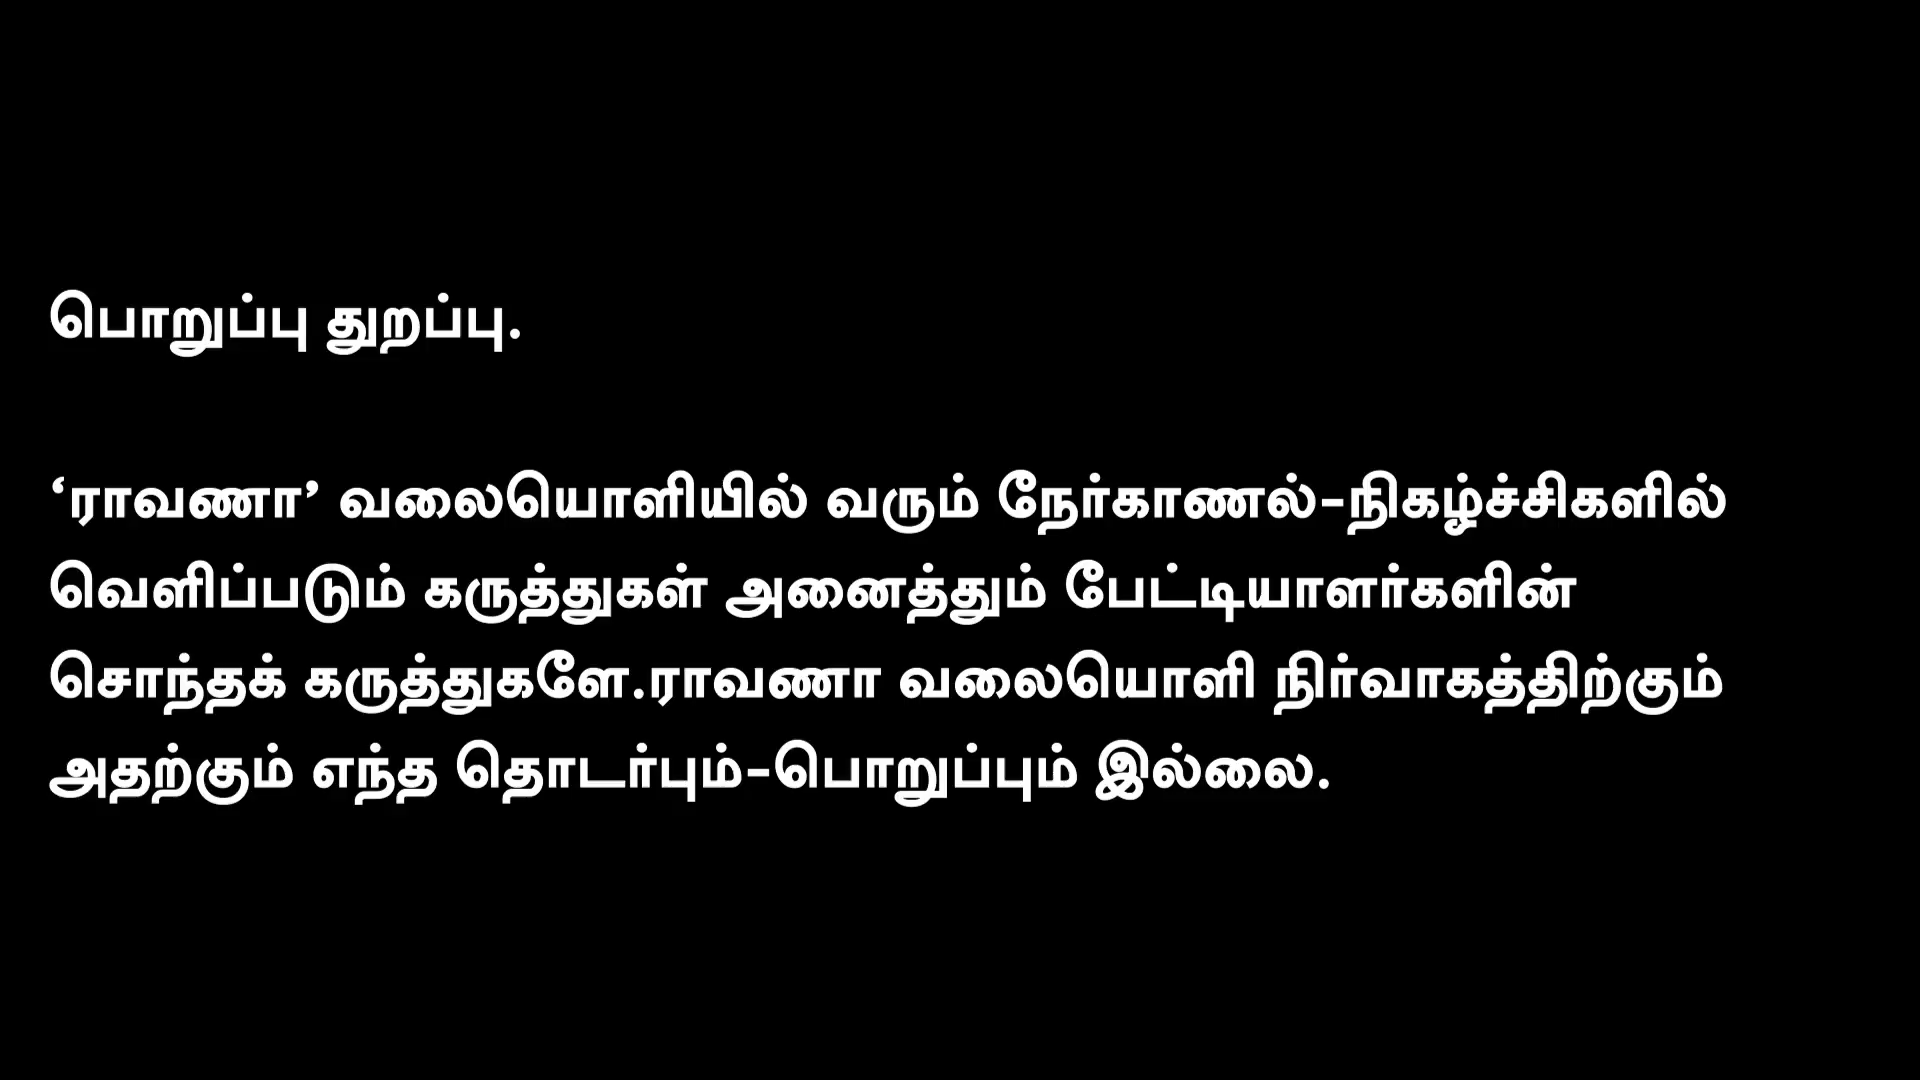 பொறுப்பு துறப்பு.
‘ராவணா’ வலையொளியில் வரும் நேர்காணல்-நிகழ்ச்சிகளில்
வெளிப்படும் கருத்துகள் அனைத்தும் பேட்டியாளர்களின்
சொந்தக் கருத்துகளே.ராவணா வலையொளி நிர்வாகத்திற்கும்
அதற்கும் எந்த தொடர்பும்-பொறுப்பும் இல்லை.